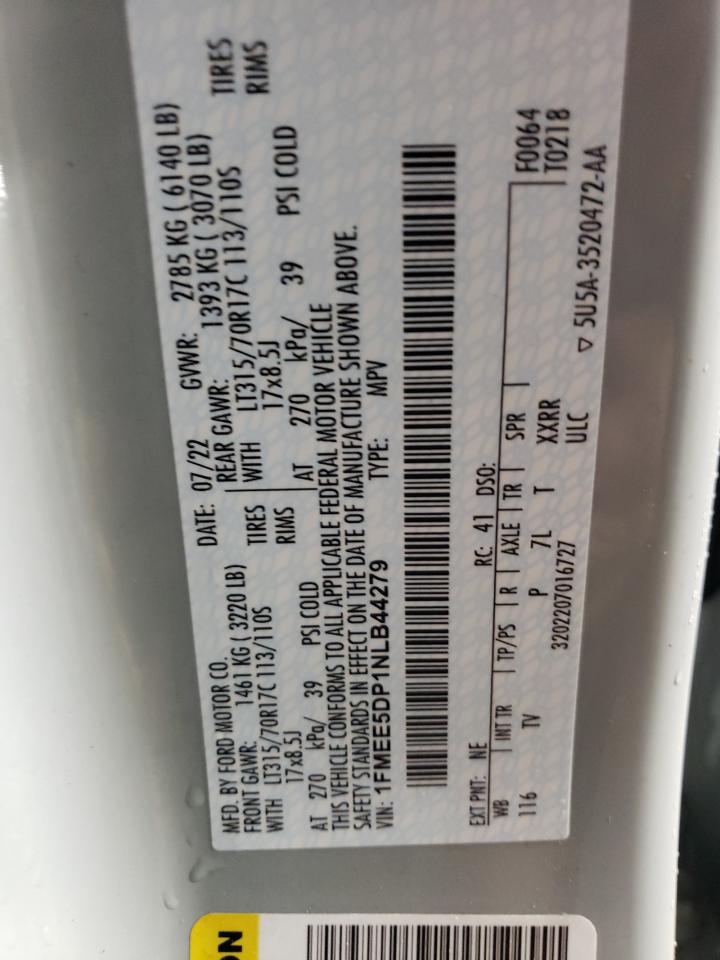 MFD. BY FORD MOTOR CO.
DATE: 07/22 GVWR: 2785 KG ( 6140 LB)
FRONT GAWR: 1461 KG ( 3220 LB)
REAR GAWR: 1393 KG ( 3070 LB)
WITH LT315/70R17C 113/110S TIRES
WITH LT315/70R17C 113/110S TIRES
17x8.5J RIMS
17x8.5J RIMS
AT 270 kPa/ 39 PSI COLD
AT 270 kPa/ 39 PSI COLD
THIS VEHICLE CONFORMS TO ALL APPLICABLE FEDERAL MOTOR VEHICLE
SAFETY STANDARDS IN EFFECT ON THE DATE OF MANUFACTURE SHOWN ABOVE.
VIN: 1FMEE5DP1NLB44279 TYPE: MPV
EXT PNT: NE RC: 41 DSO:
WB INT TR TP/PS R AXLE TR SPR F0064
116 TV P 7L T XXRR T0218
ULC
3202207016727
▽ 5U5A-3520472-AA
ON